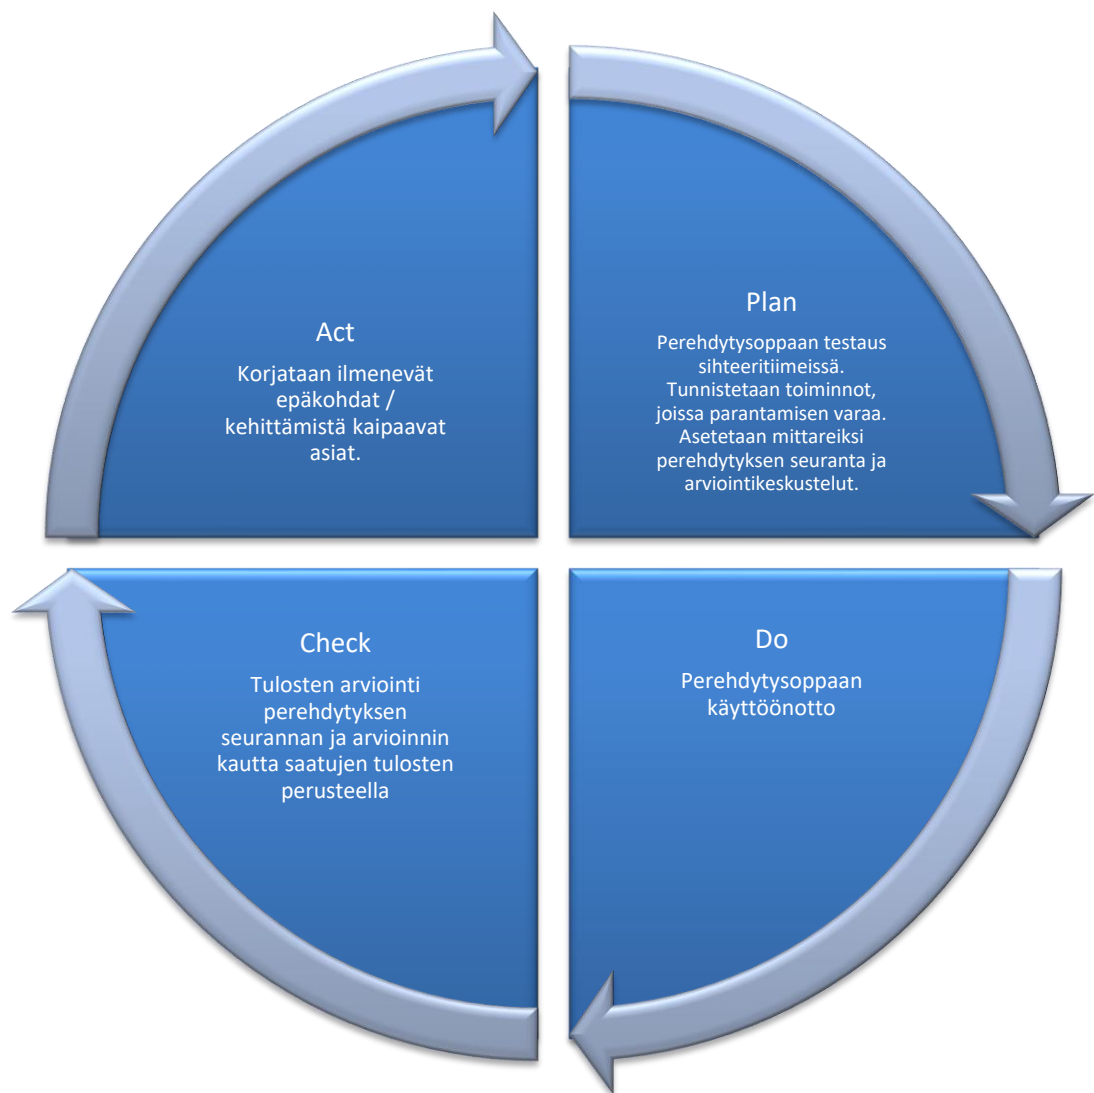 Act
Korjataan ilmenevät
epäkohdat /
kehittämistä kaipaavat
asiat.
Plan
Perehdytysoppaan testaus
sihteeritiimeissä.
Tunnistetaan toiminnot,
joissa parantamisen varaa.
Asetetaan mittareiksi
perehdytyksen seuranta ja
arviointikeskustelut.
Check
Tulosten arviointi
perehdytyksen
seurannan ja arvioinnin
kautta saatujen tulosten
perusteella
Do
Perehdytysoppaan
käyttöönotto